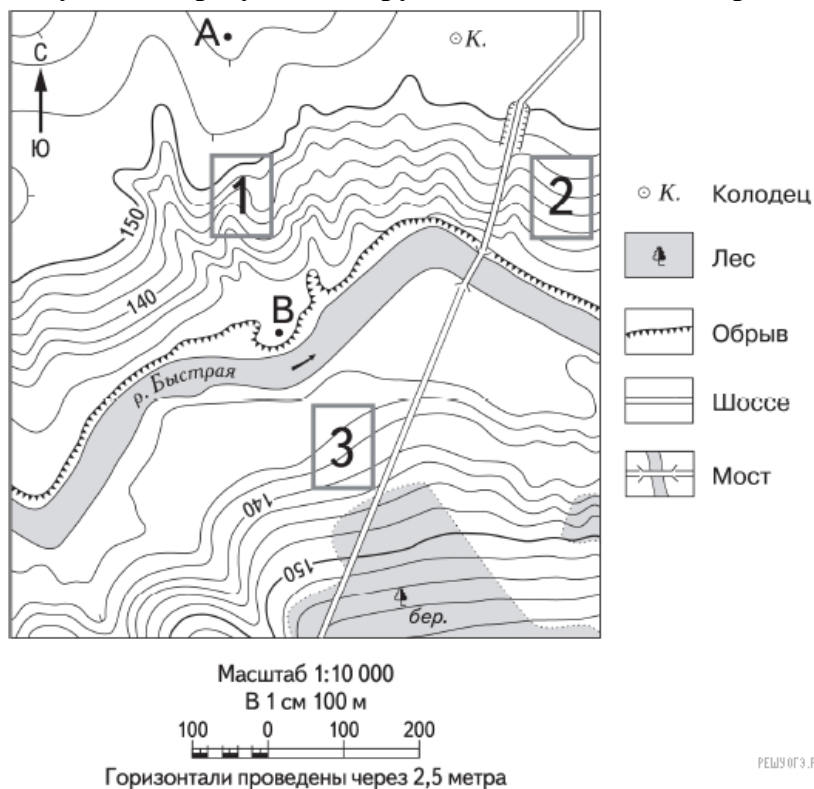 А
К.
С
Ю
1
2
150
140
В
р. Быстрая
3
140
150
бер.
К. Колодец
Лес
Обрыв
Шоссе
Мост
Масштаб 1:10 000
В 1 см 100 м
100 0 100 200
Горизонтали проведены через 2,5 метра